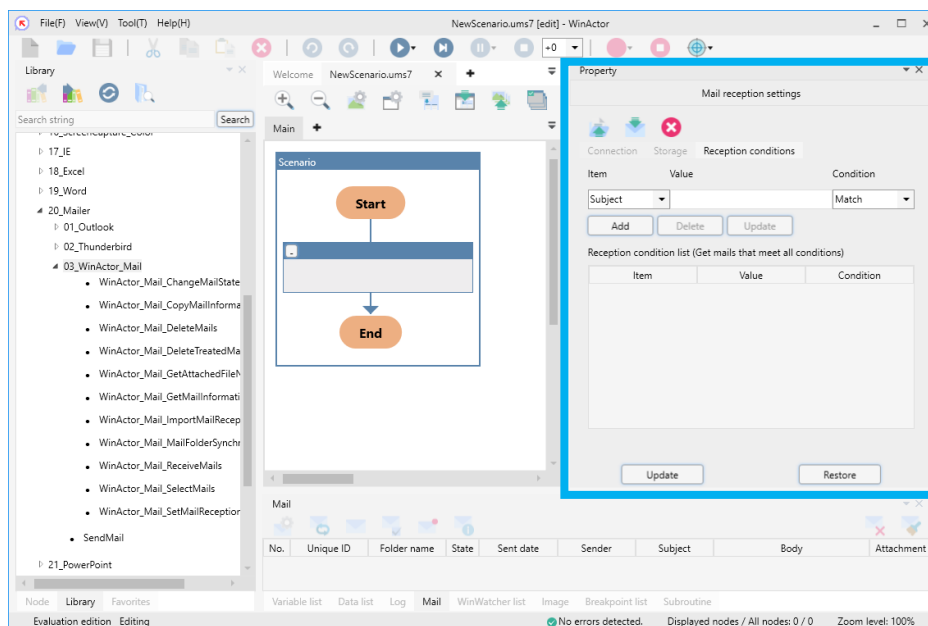 File(F) View(V) Tool(T) Help(H)
NewScenario.ums7 [edit] - WinActor
+0
Library
Search string
Search
16_ScreenCapture_Color
17_IE
18_Excel
19_Word
20_Mailer
01_Outlook
02_Thunderbird
03_WinActor_Mail
WinActor_Mail_ChangeMailState
WinActor_Mail_CopyMailInforma
WinActor_Mail_DeleteMails
WinActor_Mail_DeleteTreatedMa
WinActor_Mail_GetAttachedFileN
WinActor_Mail_GetMailInformati
WinActor_Mail_ImportMailRecep
WinActor_Mail_MailFolderSynchr
WinActor_Mail_ReceiveMails
WinActor_Mail_SelectMails
WinActor_Mail_SetMailReception
SendMail
21_PowerPoint
Node Library Favorites
Welcome NewScenario.ums7
Main
Scenario
Start
End
Property
Mail reception settings
Connection Storage Reception conditions
Item Value Condition
Subject Match
Add Delete Update
Reception condition list (Get mails that meet all conditions)
Item Value Condition
Update Restore
Mail
No. Unique ID Folder name State Sent date Sender Subject Body Attachment
Variable list Data list Log Mail WinWatcher list Image Breakpoint list Subroutine
Evaluation edition Editing
No errors detected. Displayed nodes / All nodes: 0 / 0 Zoom level: 100%